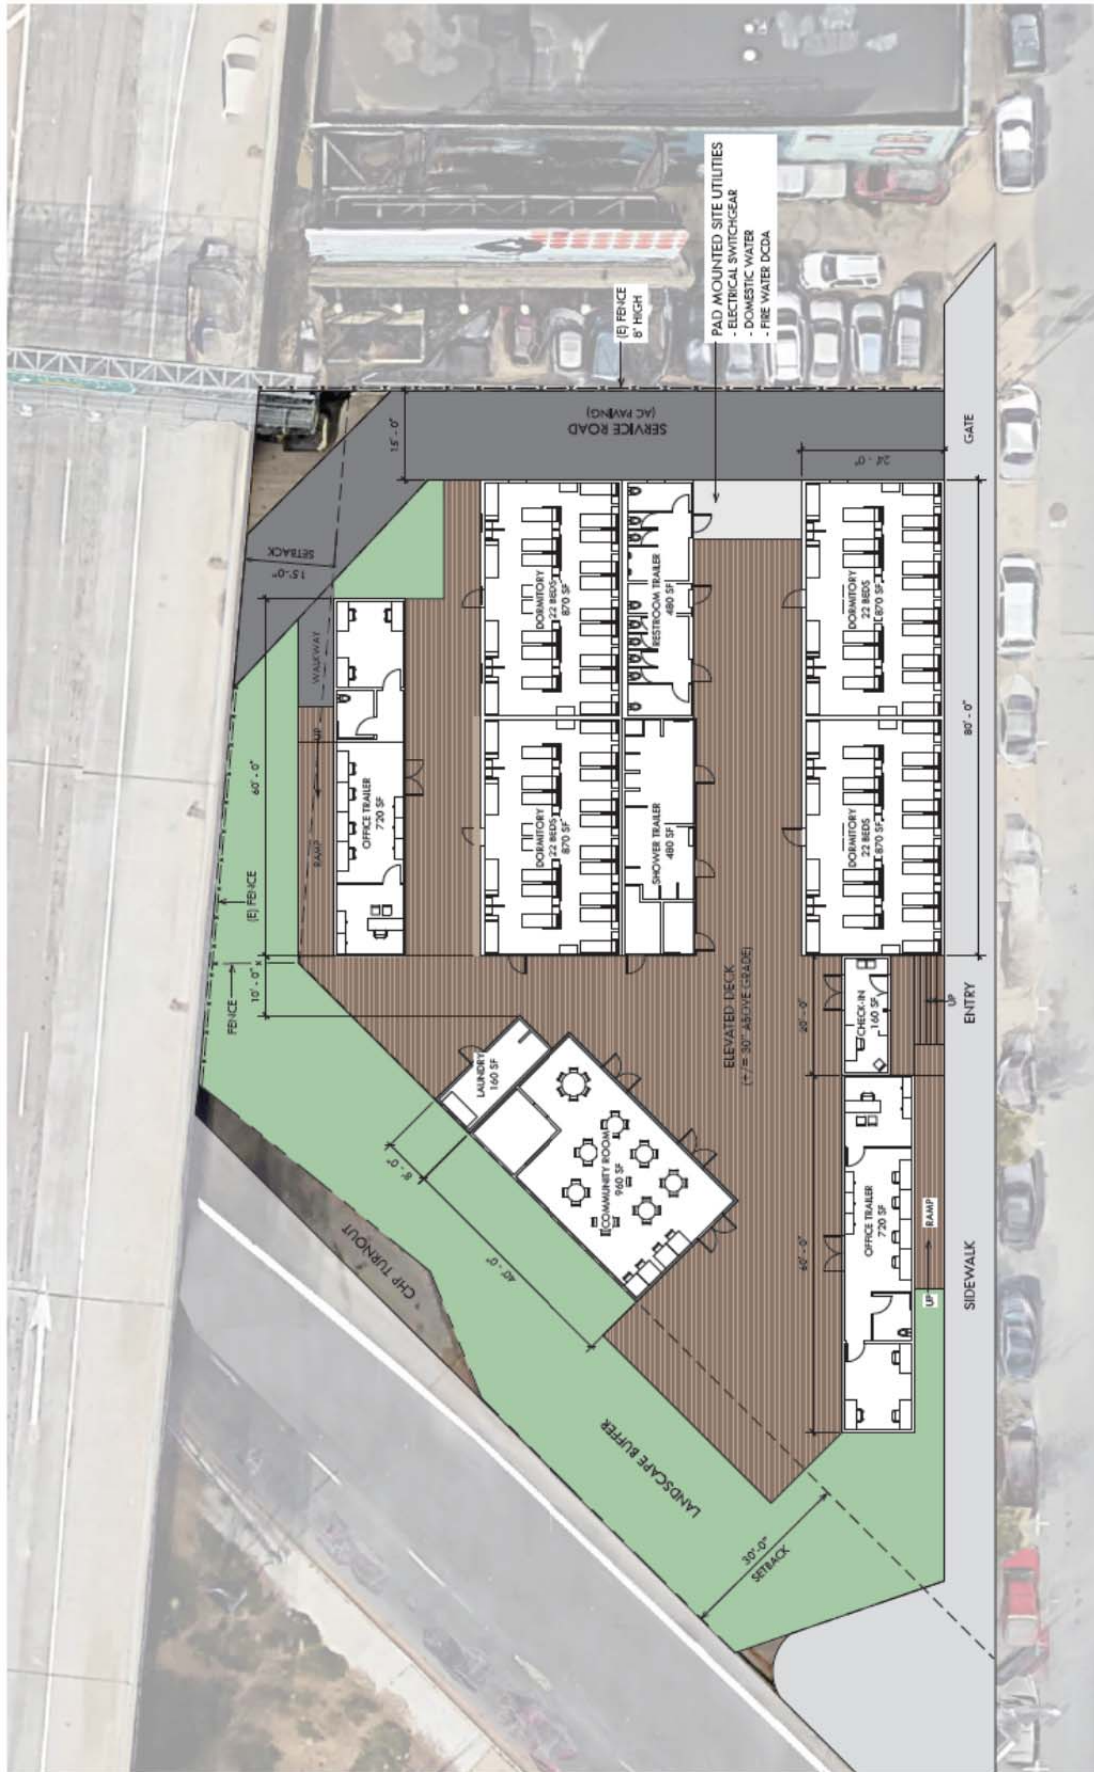 PAD MOUNTED SITE UTILITIES
- ELECTRICAL SWITCHGEAR
- DOMESTIC WATER
- FIRE WATER DCDA
(E) FENCE
8' HIGH
SERVICE ROAD
(AC PAVING)
15' - 0"
24' - 0"
GATE
SETBACK
15'-0"
WALKWAY
UP
RAMP
60' - 0"
(E) FENCE
FENCE
10' - 0"
OFFICE TRAILER
720 SF
DORMITORY
22 BEDS
870 SF
DORMITORY
22 BEDS
870 SF
RESTROOM TRAILER
480 SF
SHOWER TRAILER
480 SF
DORMITORY
22 BEDS
870 SF
DORMITORY
22 BEDS
870 SF
80' - 0"
ELEVATED DECK
(+/= 30" ABOVE GRADE)
LAUNDRY
160 SF
COMMUNITY ROOM
960 SF
8' - 0"
40' - 0"
20' - 0"
CHECK-IN
160 SF
UP
ENTRY
60' - 0"
OFFICE TRAILER
720 SF
UP
RAMP
SIDEWALK
CHP TURNOUT
LANDSCAPE BUFFER
30'-0"
SETBACK